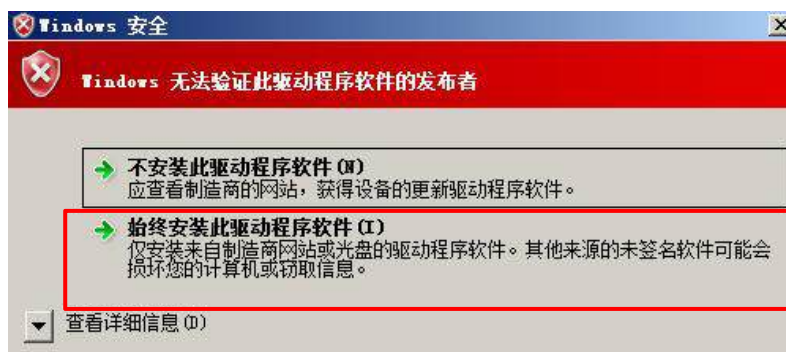 Windows 安全
Windows 无法验证此驱动程序软件的发布者
不安装此驱动程序软件(N)
应查看制造商的网站，获得设备的更新驱动程序软件。
始终安装此驱动程序软件(I)
仅安装来自制造商网站或光盘的驱动程序软件。其他来源的未签名软件可能会
损坏您的计算机或窃取信息。
查看详细信息(D)